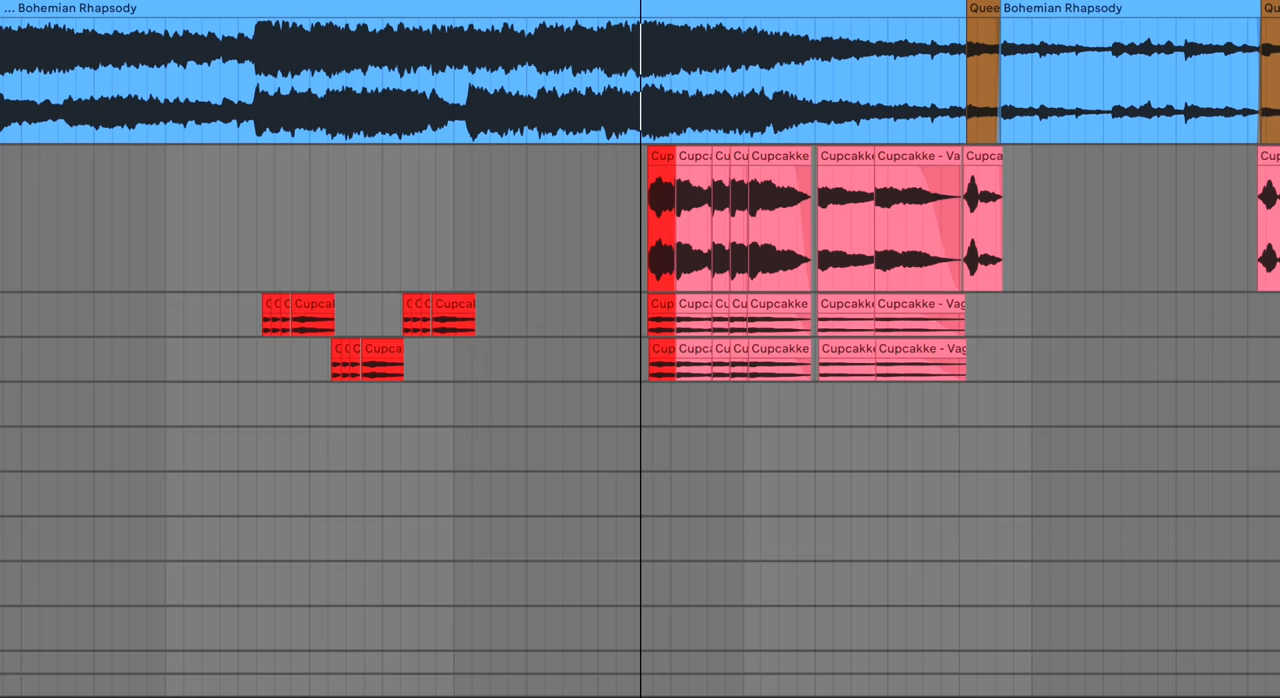 ... Bohemian Rhapsody Quee Bohemian Rhapsody Qu
Cup Cupca Cu Cu Cupcakke Cupcakke Cupcakke - Va Cupca Cup
C C C Cupcal C C C Cupcal Cup Cupca Cu Cu Cupcakke Cupcakke Cupcakke - Vag
C C C Cupca Cup Cupca Cu Cu Cupcakke Cupcakke Cupcakke - Vag